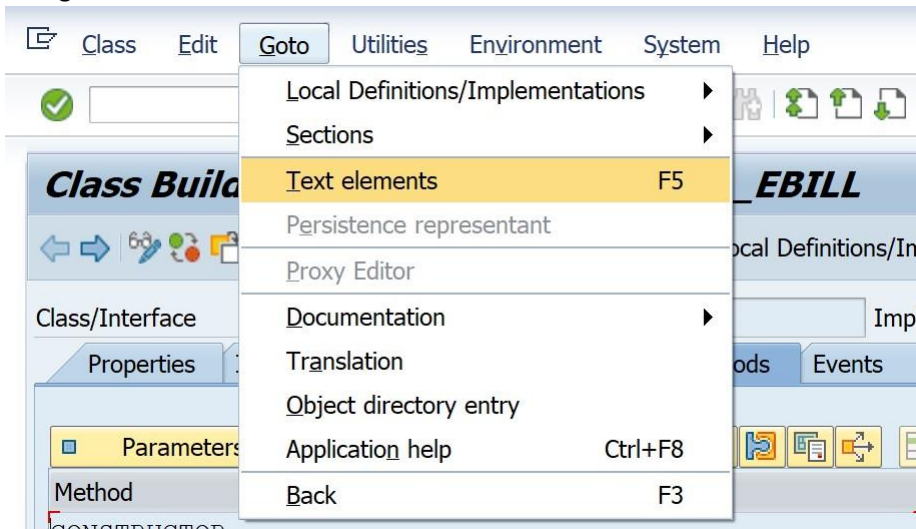 Class Edit Goto Utilities Environment System Help
Local Definitions/Implementations
Sections
Text elements F5
Persistence representant
Proxy Editor
Documentation
Translation
Object directory entry
Application help Ctrl+F8
Back F3
Class Build _EBILL
ocal Definitions/In
Class/Interface Imp
Properties ods Events
Parameters
Method
CONSTRUCTOR